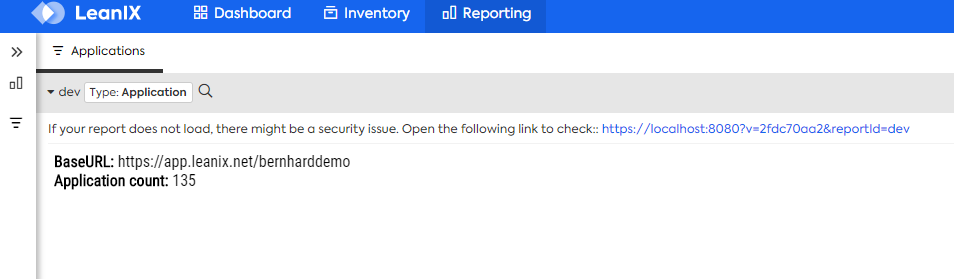 LeanIX Dashboard Inventory Reporting
Applications
dev Type: Application
If your report does not load, there might be a security issue. Open the following link to check:: https://localhost:8080?v=2fdc70aa2&reportId=dev
BaseURL: https://app.leanix.net/bernharddemo
Application count: 135